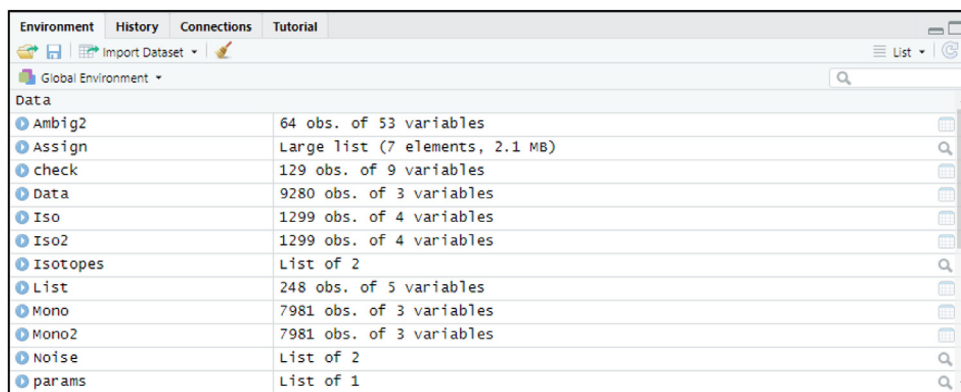 Environment History Connections Tutorial
Import Dataset List
Global Environment
Data
Ambig2 64 obs. of 53 variables
Assign Large list (7 elements, 2.1 MB)
check 129 obs. of 9 variables
Data 9280 obs. of 3 variables
Iso 1299 obs. of 4 variables
Iso2 1299 obs. of 4 variables
Isotopes List of 2
List 248 obs. of 5 variables
Mono 7981 obs. of 3 variables
Mono2 7981 obs. of 3 variables
Noise List of 2
params List of 1